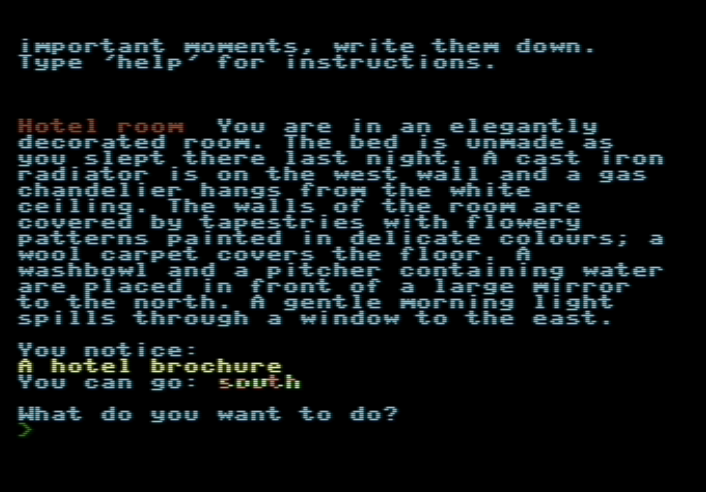 important moments, write them down.
Type 'help' for instructions.
Hotel room You are in an elegantly
decorated room. The bed is unmade as
you slept there last night. A cast iron
radiator is on the west wall and a gas
chandelier hangs from the white
ceiling. The walls of the room are
covered by tapestries with flowery
patterns painted in delicate colours; a
wool carpet covers the floor. A
washbowl and a pitcher containing water
are placed in front of a large mirror
to the north. A gentle morning light
spills through a window to the east.
You notice:
A hotel brochure
You can go: south
What do you want to do?
>